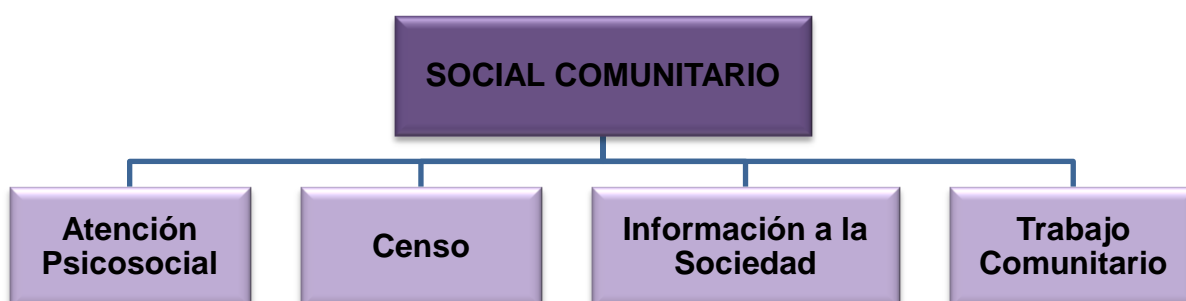 SOCIAL COMUNITARIO
Atención
Psicosocial
Censo
Información a la
Sociedad
Trabajo
Comunitario